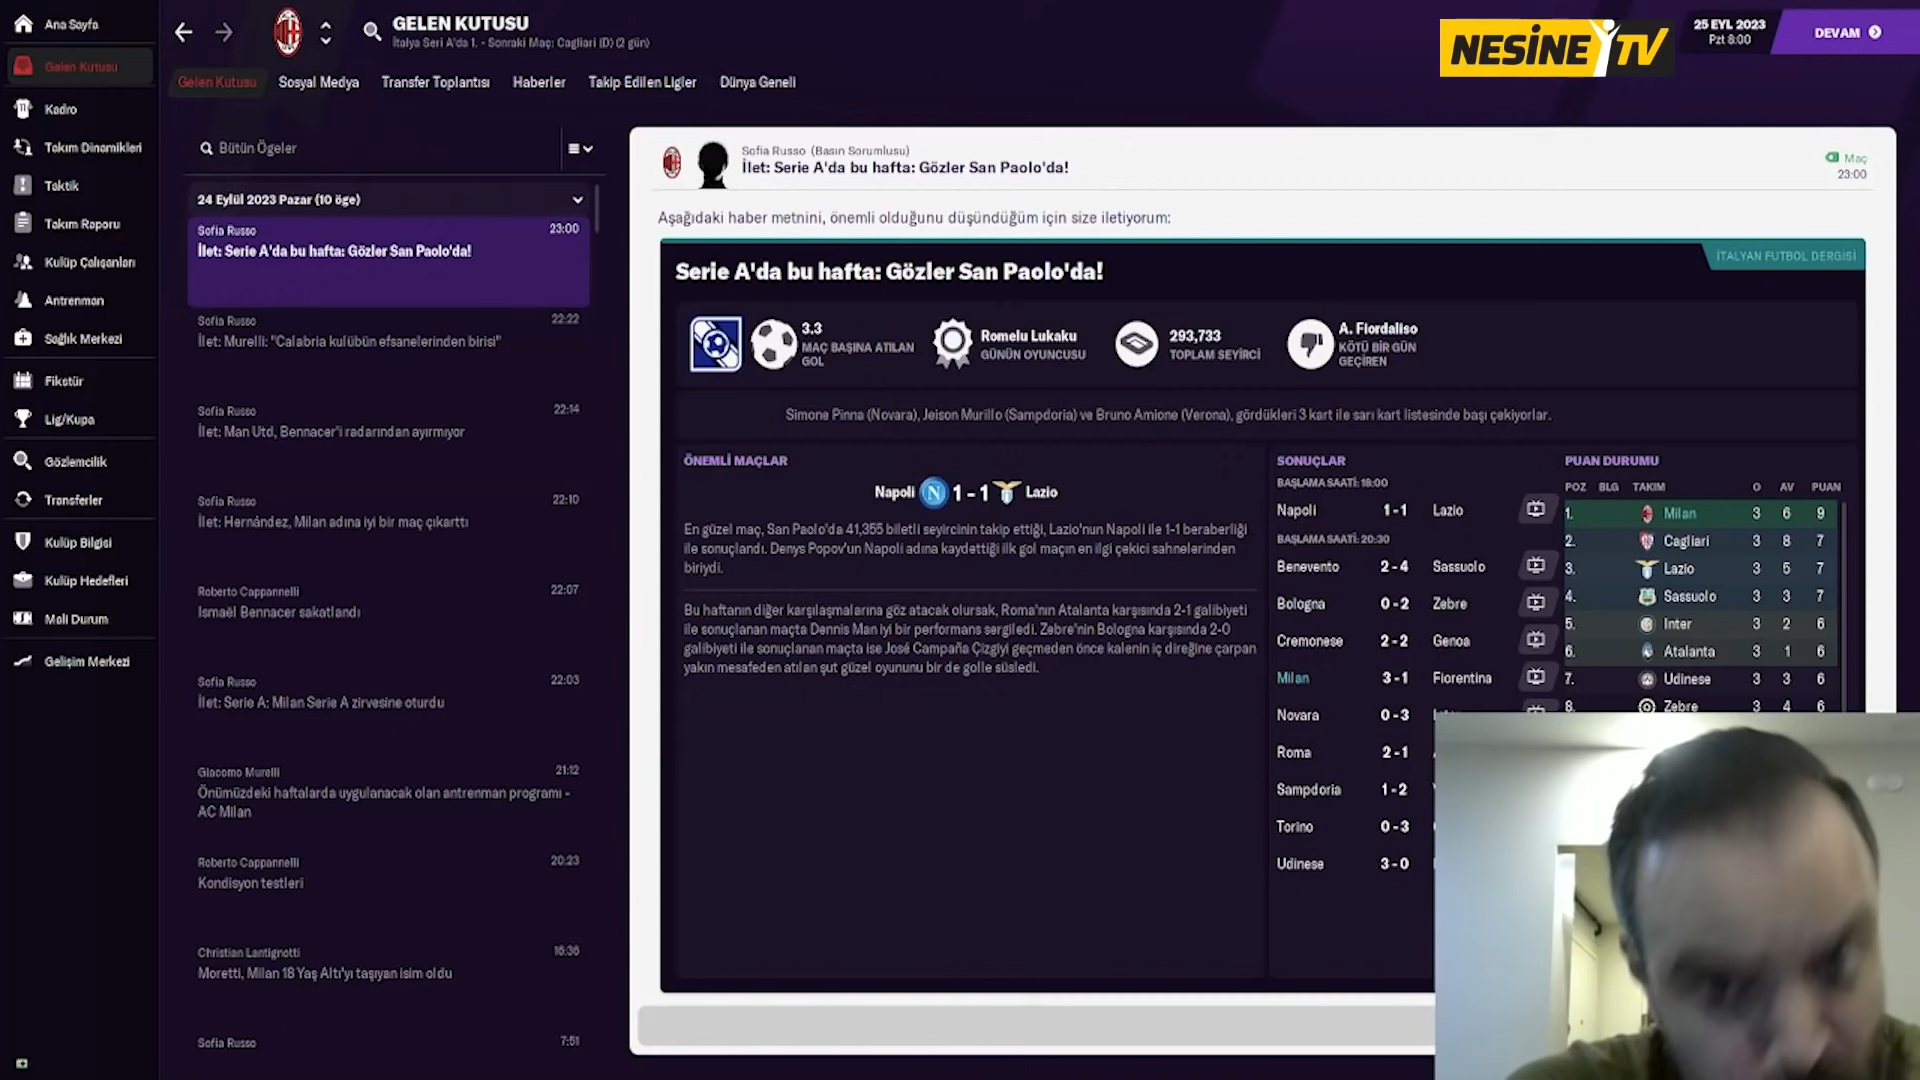 Ana Sayfa
Gelen Kutusu
Kadro
Takım Dinamikleri
Taktik
Takım Raporu
Kulüp Çalışanları
Antrenman
Sağlık Merkezi
Fikstür
Lig/Kupa
Gözlemcilik
Transferler
Kulüp Bilgisi
Kulüp Hedefleri
Mali Durum
Gelişim Merkezi
GELEN KUTUSU
İtalya Seri A'da 1. - Sonraki Maç: Cagliari (D) (2 gün)
NESİNE TV
25 EYL 2023
Pzt 8:00
DEVAM
Gelen Kutusu Sosyal Medya Transfer Toplantısı Haberler Takip Edilen Ligler Dünya Geneli
Bütün Ögeler
24 Eylül 2023 Pazar (10 öge)
Sofia Russo 23:00
İlet: Serie A'da bu hafta: Gözler San Paolo'da!
Sofia Russo 22:22
İlet: Murelli: "Calabria kulübün efsanelerinden birisi"
Sofia Russo 22:14
İlet: Man Utd, Bennacer'i radarından ayırmıyor
Sofia Russo 22:10
İlet: Hernández, Milan adına iyi bir maç çıkarttı
Roberto Cappannelli 22:07
Ismaël Bennacer sakatlandı
Sofia Russo 22:03
İlet: Serie A: Milan Serie A zirvesine oturdu
Giacomo Murelli 21:12
Önümüzdeki haftalarda uygulanacak olan antrenman programı -
AC Milan
Roberto Cappannelli 20:23
Kondisyon testleri
Christian Lantignotti 16:36
Moretti, Milan 18 Yaş Altı'yı taşıyan isim oldu
Sofia Russo 7:51
Sofia Russo (Basın Sorumlusu)
İlet: Serie A'da bu hafta: Gözler San Paolo'da!
Maç
23:00
Aşağıdaki haber metnini, önemli olduğunu düşündüğüm için size iletiyorum:
İTALYAN FUTBOL DERGİSİ
Serie A'da bu hafta: Gözler San Paolo'da!
3.3
MAÇ BAŞINA ATILAN
GOL
Romelu Lukaku
GÜNÜN OYUNCUSU
293,733
TOPLAM SEYİRCİ
A. Fiordaliso
KÖTÜ BİR GÜN
GEÇİREN
Simone Pinna (Novara), Jeison Murillo (Sampdoria) ve Bruno Amione (Verona), gördükleri 3 kart ile sarı kart listesinde başı çekiyorlar.
ÖNEMLİ MAÇLAR
Napoli N 1 - 1 Lazio
En güzel maç, San Paolo'da 41,355 biletli seyircinin takip ettiği, Lazio'nun Napoli ile 1-1 beraberliği
ile sonuçlandı. Denys Popov'un Napoli adına kaydettiği ilk gol maçın en ilgi çekici sahnelerinden
biriydi.
Bu haftanın diğer karşılaşmalarına göz atacak olursak, Roma'nın Atalanta karşısında 2-1 galibiyeti
ile sonuçlanan maçta Dennis Man iyi bir performans sergiledi. Zebre'nin Bologna karşısında 2-0
galibiyeti ile sonuçlanan maçta ise José Campaña Çizgiyi geçmeden önce kalenin iç direğine çarpan
yakın mesafeden atılan şut güzel oyununu bir de golle süsledi.
SONUÇLAR
BAŞLAMA SAATİ: 18:00
Napoli 1 - 1 Lazio
BAŞLAMA SAATİ: 20:30
Benevento 2 - 4 Sassuolo
Bologna 0 - 2 Zebre
Cremonese 2 - 2 Genoa
Milan 3 - 1 Fiorentina
Novara 0 - 3
Roma 2 - 1
Sampdoria 1 - 2
Torino 0 - 3
Udinese 3 - 0
PUAN DURUMU
POZ BLG TAKIM O AV PUAN
1. Milan 3 6 9
2. Cagliari 3 8 7
3. Lazio 3 5 7
4. Sassuolo 3 3 7
5. Inter 3 2 6
6. Atalanta 3 1 6
7. Udinese 3 3 6
8. Zebre 3 4 6